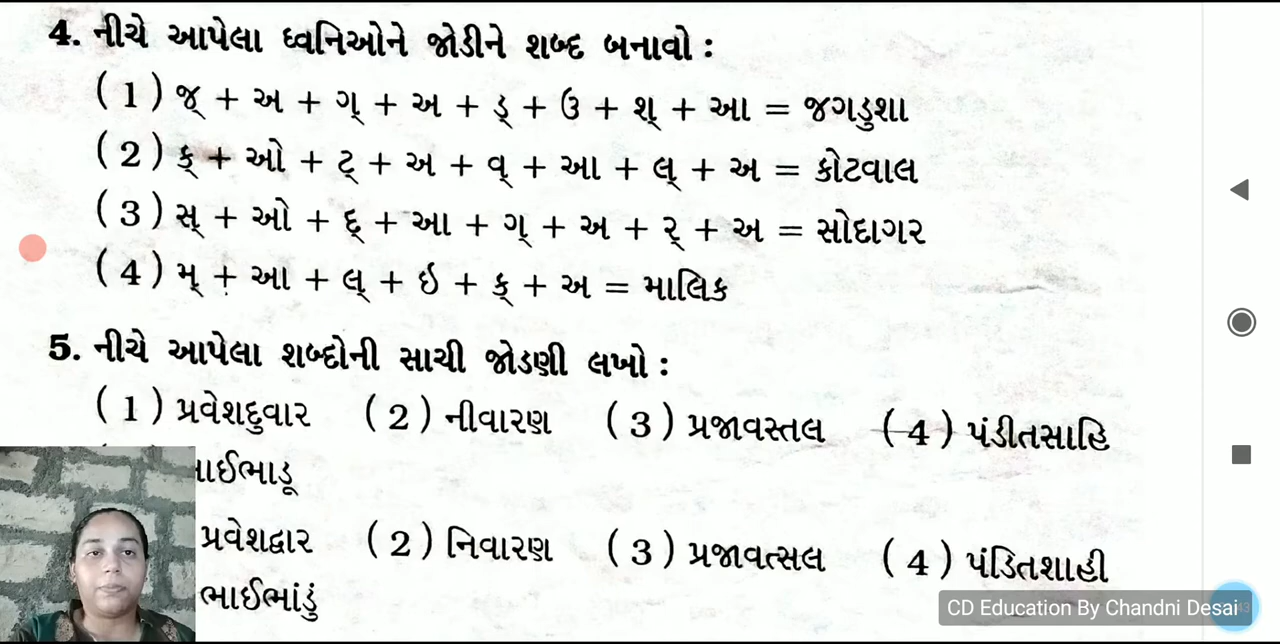 4. નીચે આપેલા ધ્વનિઓને જોડીને શબ્દ બનાવો :
(1) જ્ + અ + ગ્ + અ + ડ્ + ઉ + શ્ + આ = જગડુશા
(2) ક્ + ઓ + ટ્ + અ + વ્ + આ + લ્ + અ = કોટવાલ
(3) સ્ + ઓ + દ્ + આ + ગ્ + અ + ર્ + અ = સોદાગર
(4) મ્ + આ + લ્ + ઇ + ક્ + અ = માલિક
5. નીચે આપેલા શબ્દોની સાચી જોડણી લખો :
(1) પ્રવેશદુવાર (2) નીવારણ (3) પ્રજાવસ્તલ (4) પંડીતસાહિ
પ્રવેશદ્વાર (2) નિવારણ (3) પ્રજાવત્સલ (4) પંડિતશાહી
ભાઈભાંડું
CD Education By Chandni Desai